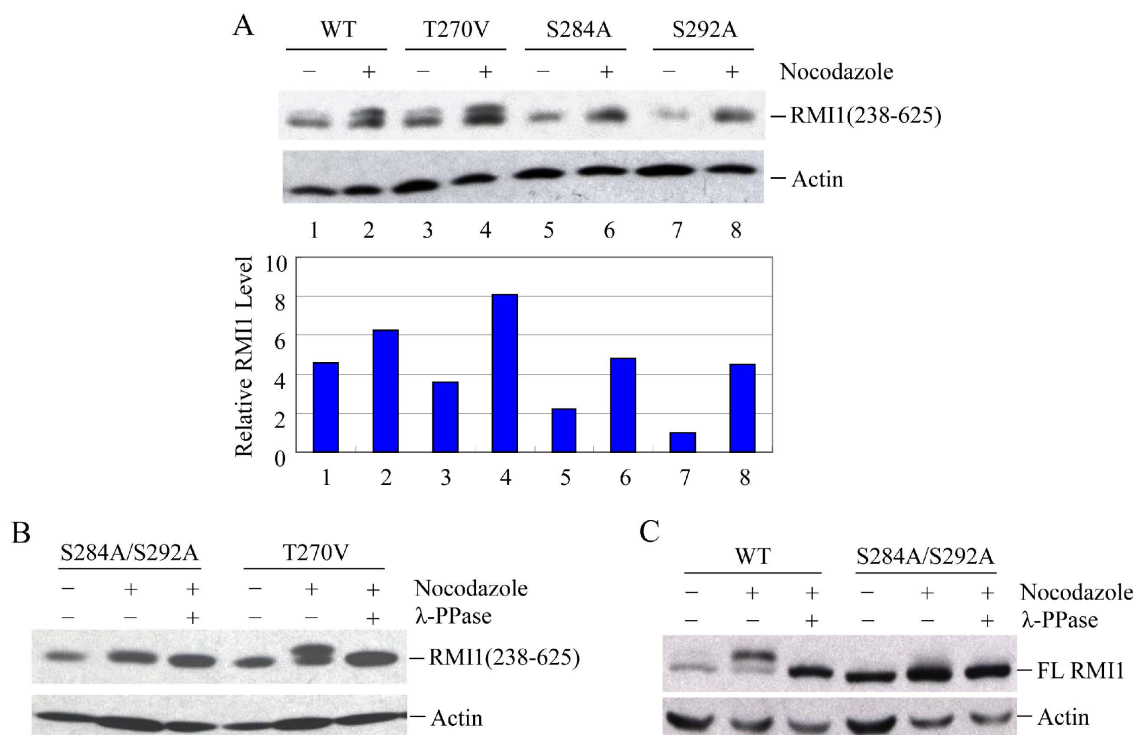 A
WT T270V S284A S292A
– + – + – + – + Nocodazole
RMI1(238-625)
Actin
1 2 3 4 5 6 7 8
Relative RMI1 Level
10
8
6
4
2
0
1 2 3 4 5 6 7 8
B
S284A/S292A T270V
– + + – + + Nocodazole
– – + – – + λ-PPase
RMI1(238-625)
Actin
C
WT S284A/S292A
– + + – + + Nocodazole
– – + – – + λ-PPase
FL RMI1
Actin